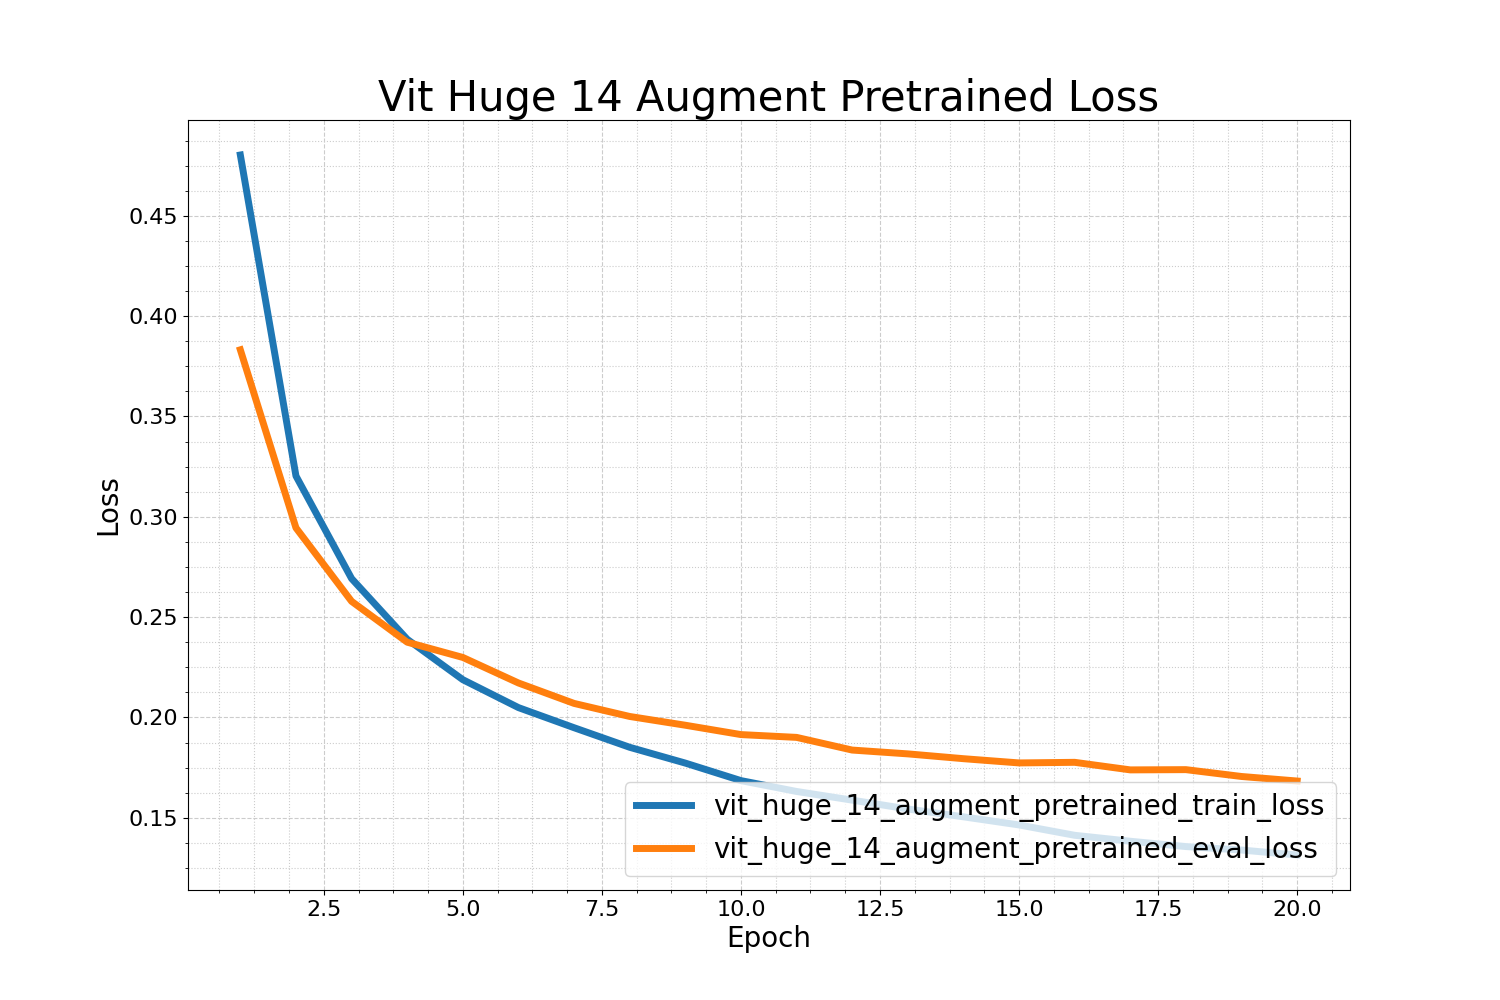 Vit Huge 14 Augment Pretrained Loss
Loss
0.45
0.40
0.35
0.30
0.25
0.20
0.15
vit_huge_14_augment_pretrained_train_loss
vit_huge_14_augment_pretrained_eval_loss
2.5 5.0 7.5 10.0 12.5 15.0 17.5 20.0
Epoch